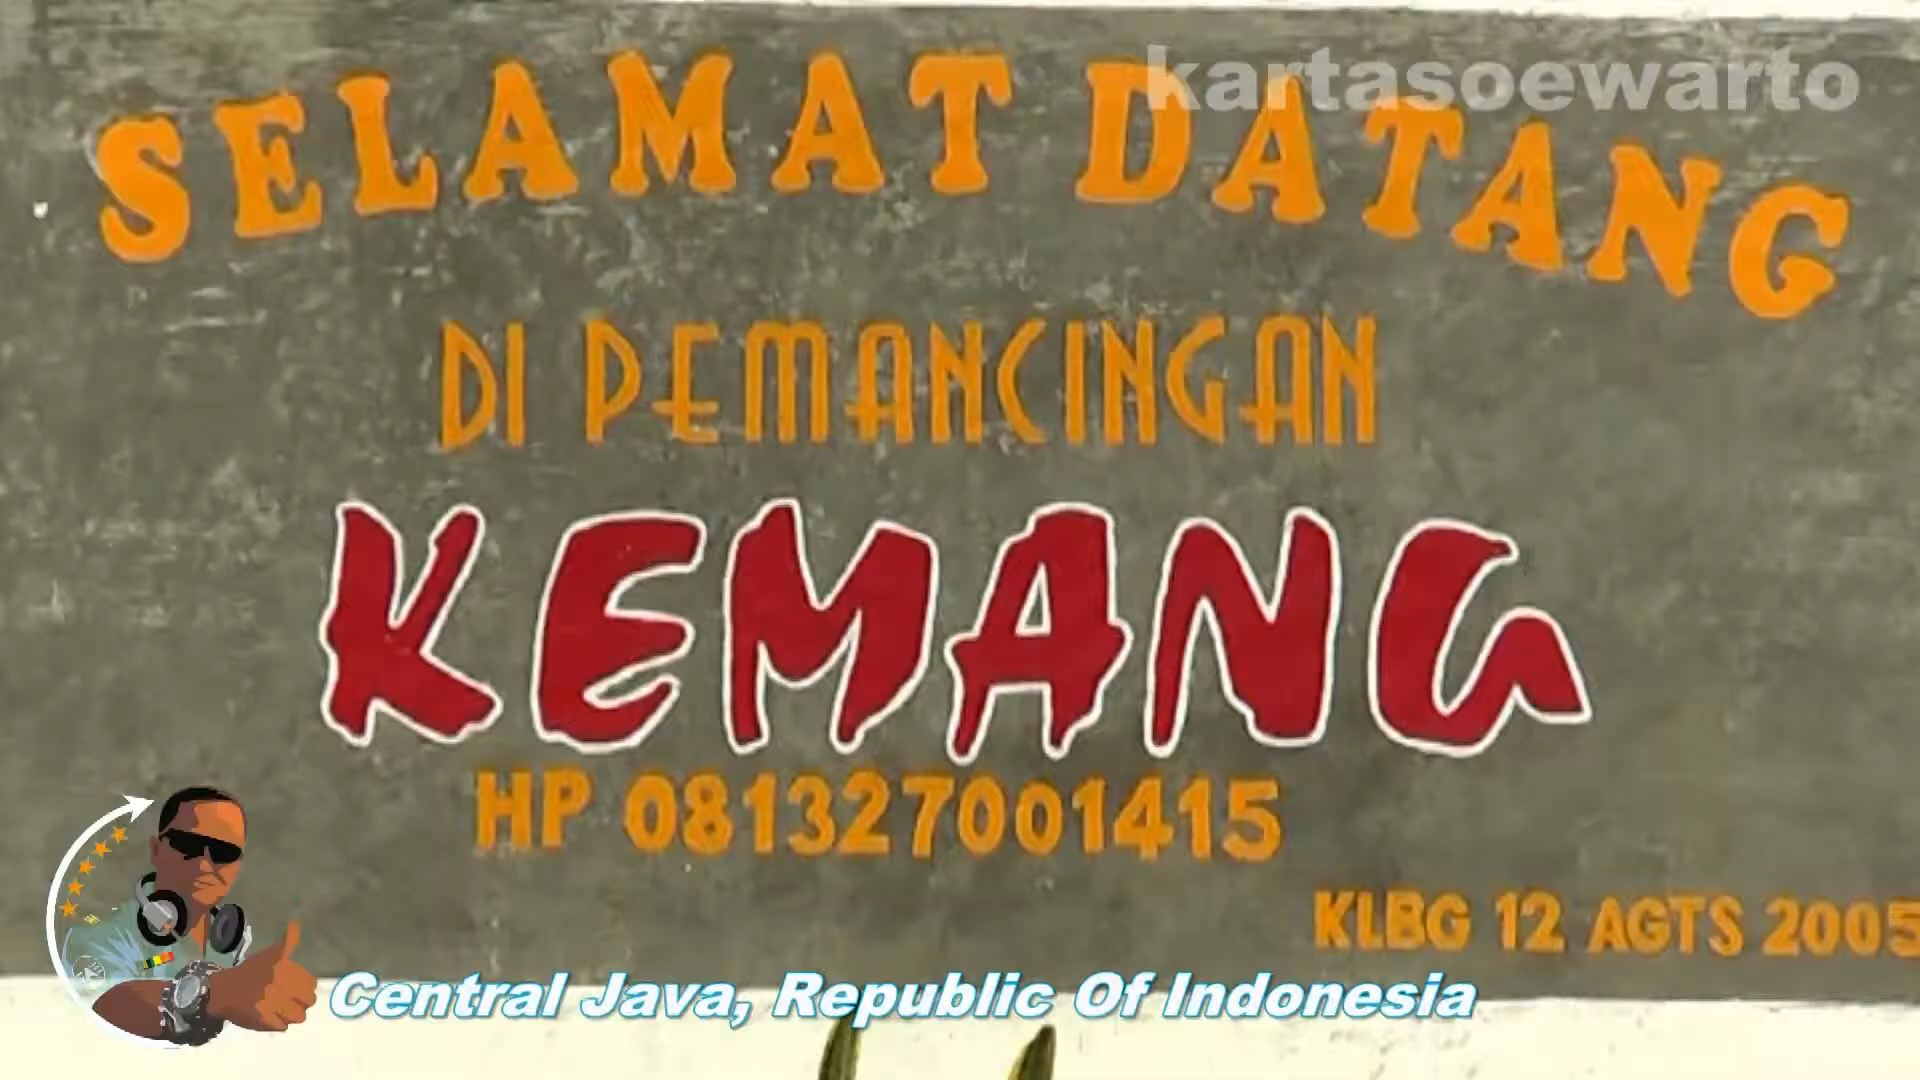 kartasoewarto
SELAMAT DATANG
DI PEMANCINGAN
KEMANG
HP 081327001415
KLBG 12 AGTS 2005
Central Java, Republic Of Indonesia